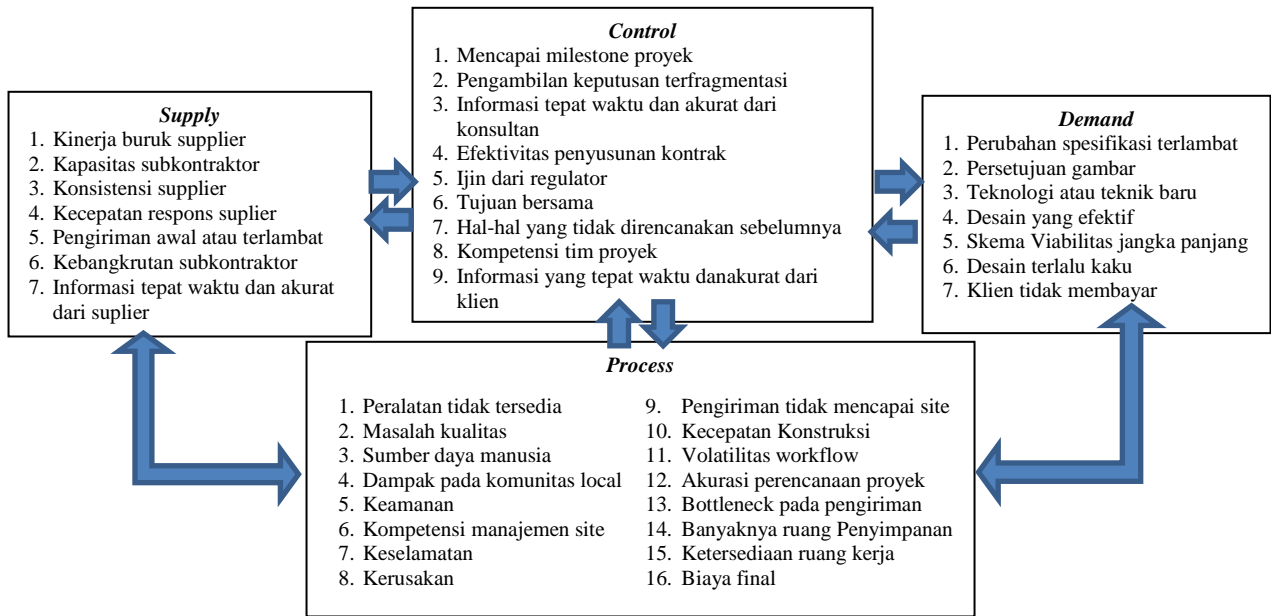 Control
1. Mencapai milestone proyek
2. Pengambilan keputusan terfragmentasi
3. Informasi tepat waktu dan akurat dari
konsultan
4. Efektivitas penyusunan kontrak
5. Ijin dari regulator
6. Tujuan bersama
7. Hal-hal yang tidak direncanakan sebelumnya
8. Kompetensi tim proyek
9. Informasi yang tepat waktu danakurat dari
klien
Supply
1. Kinerja buruk supplier
2. Kapasitas subkontraktor
3. Konsistensi supplier
4. Kecepatan respons suplier
5. Pengiriman awal atau terlambat
6. Kebangkrutan subkontraktor
7. Informasi tepat waktu dan akurat
dari suplier
Demand
1. Perubahan spesifikasi terlambat
2. Persetujuan gambar
3. Teknologi atau teknik baru
4. Desain yang efektif
5. Skema Viabilitas jangka panjang
6. Desain terlalu kaku
7. Klien tidak membayar
Process
1. Peralatan tidak tersedia
2. Masalah kualitas
3. Sumber daya manusia
4. Dampak pada komunitas local
5. Keamanan
6. Kompetensi manajemen site
7. Keselamatan
8. Kerusakan
9. Pengiriman tidak mencapai site
10. Kecepatan Konstruksi
11. Volatilitas workflow
12. Akurasi perencanaan proyek
13. Bottleneck pada pengiriman
14. Banyaknya ruang Penyimpanan
15. Ketersediaan ruang kerja
16. Biaya final